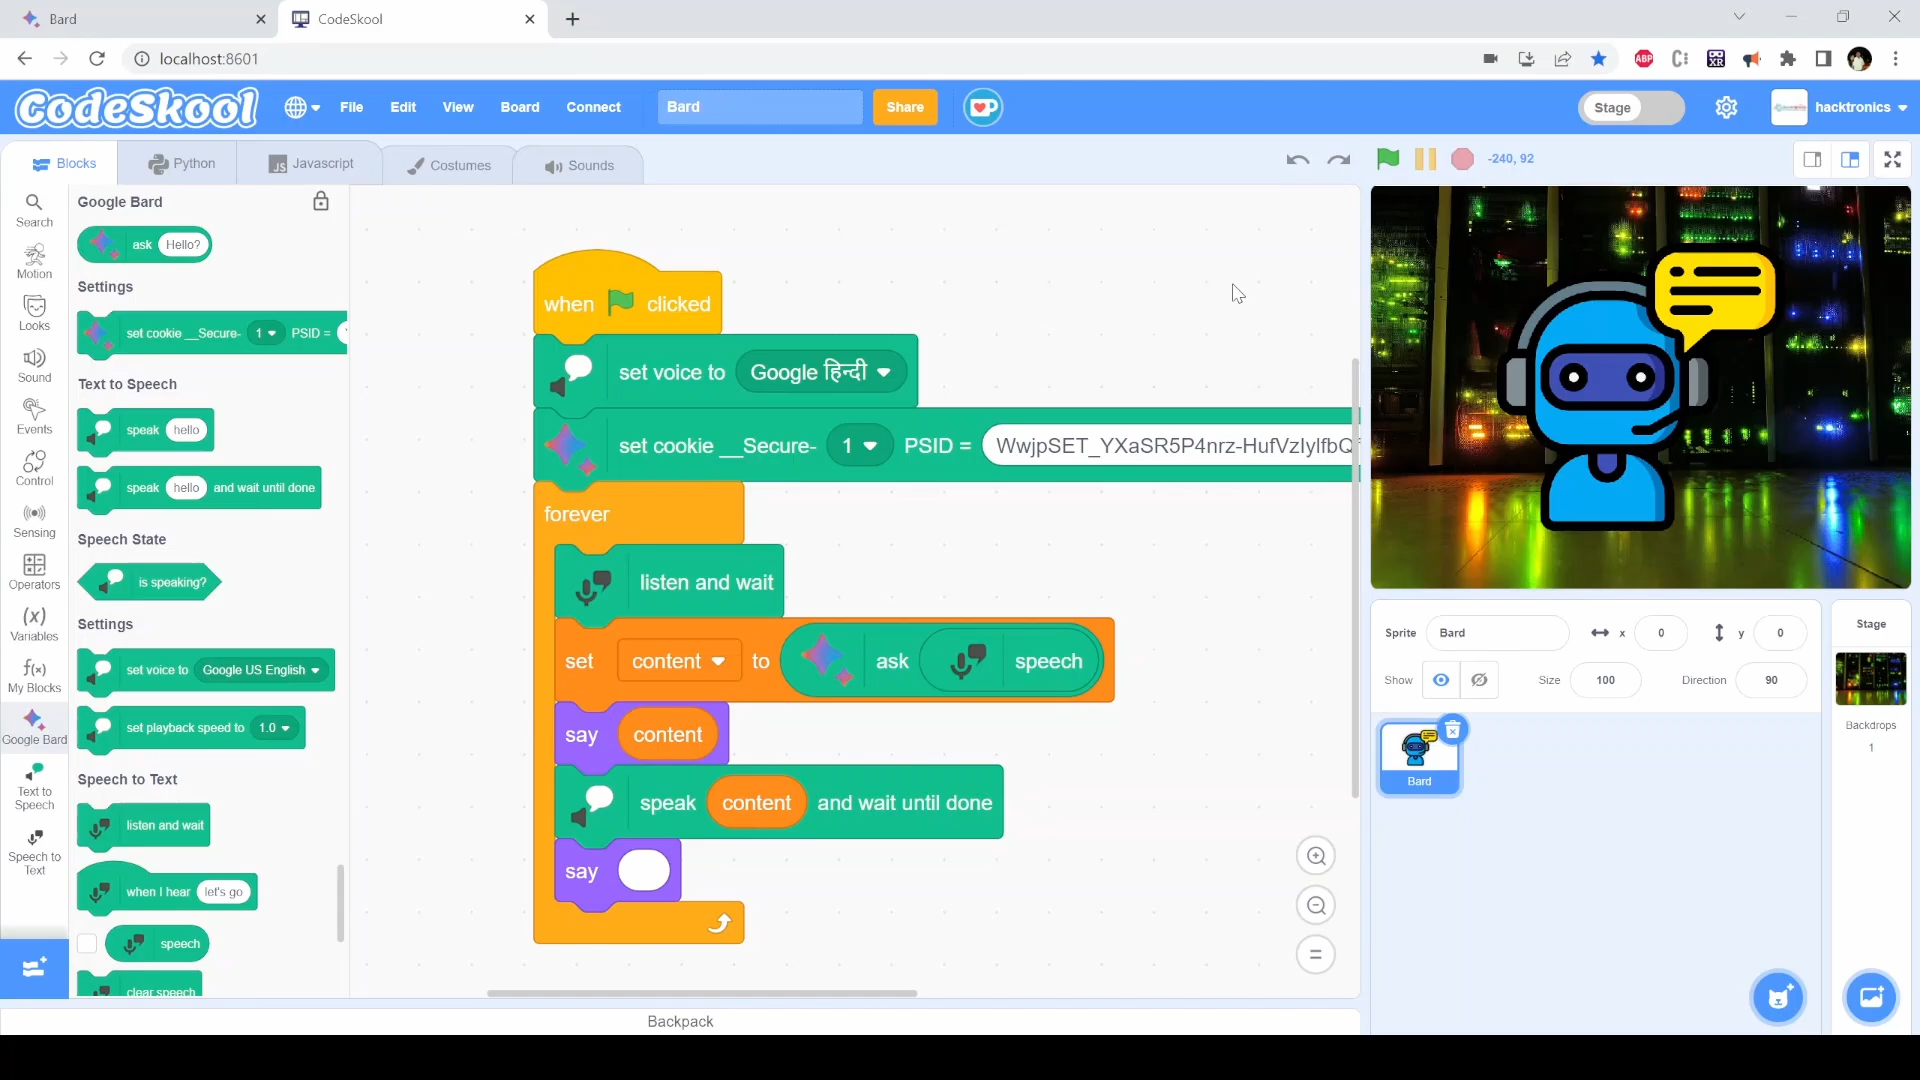 Bard
CodeSkool
localhost:8601
CodeSkool
File
Edit
View
Board
Connect
Bard
Share
Stage
hacktronics
Blocks
Python
Javascript
Costumes
Sounds
-240, 92
Search
Motion
Looks
Sound
Events
Control
Sensing
Operators
Variables
My Blocks
Google Bard
Text to
Speech
Speech to
Text
Google Bard
ask Hello?
Settings
set cookie __Secure- 1 PSID =
Text to Speech
speak hello
speak hello and wait until done
Speech State
is speaking?
Settings
set voice to Google US English
set playback speed to 1.0
Speech to Text
listen and wait
when I hear let's go
speech
clear speech
when clicked
set voice to Google हिन्दी
set cookie __Secure- 1 PSID =
forever
listen and wait
set content to ask speech
say content
speak content and wait until done
say
Backpack
Sprite Bard x 0 y 0
Show Size 100 Direction 90
Bard
Stage
Backdrops
1